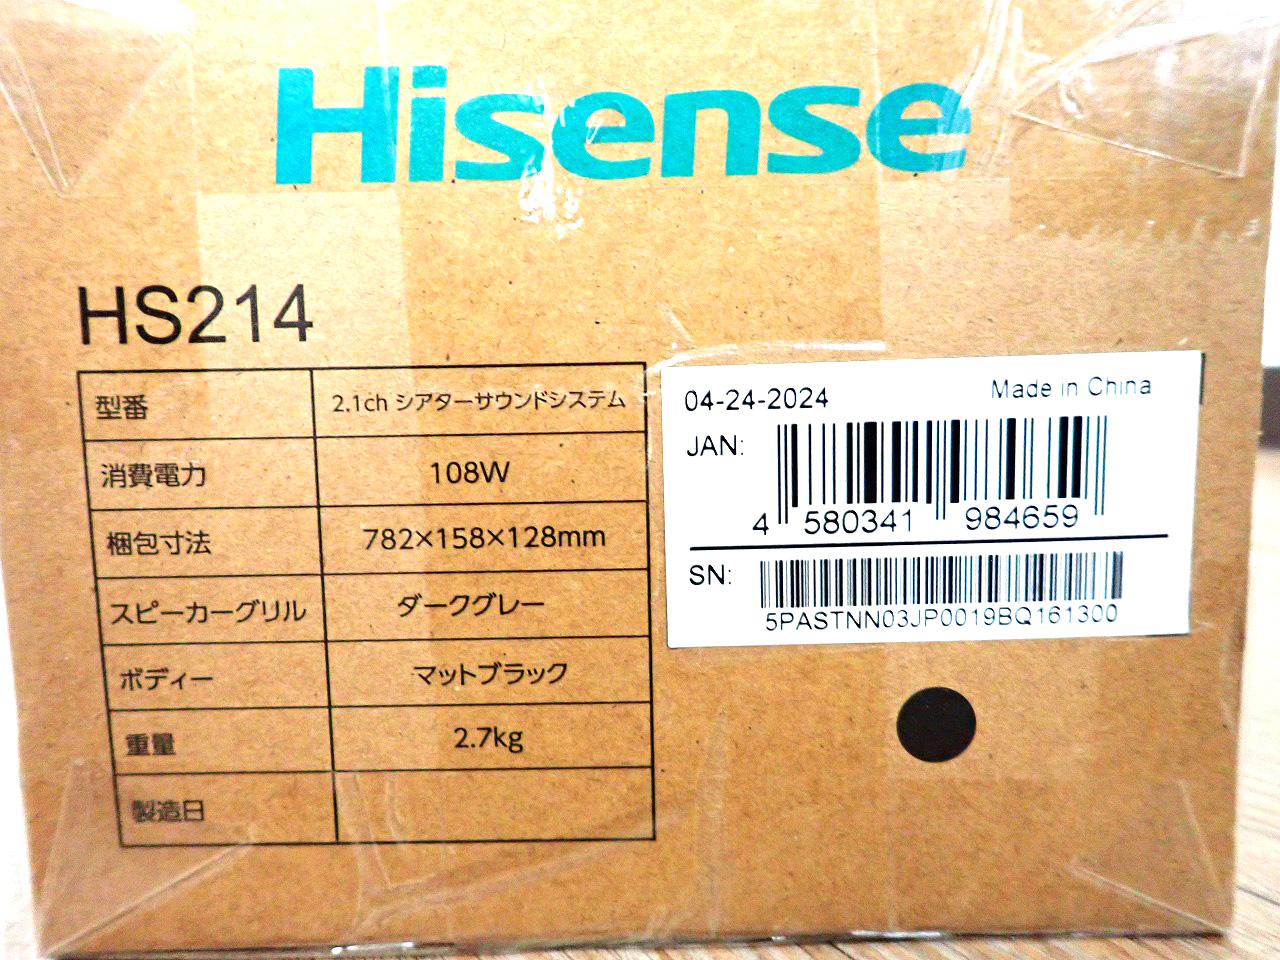 Hisense
HS214
型番 2.1ch シアターサウンドシステム
消費電力 108W
梱包寸法 782×158×128mm
スピーカーグリル ダークグレー
ボディー マットブラック
重量 2.7kg
製造日
04-24-2024 Made in China
JAN:
4 580341 984659
SN:
5PASTNN03JP0019BQ161300